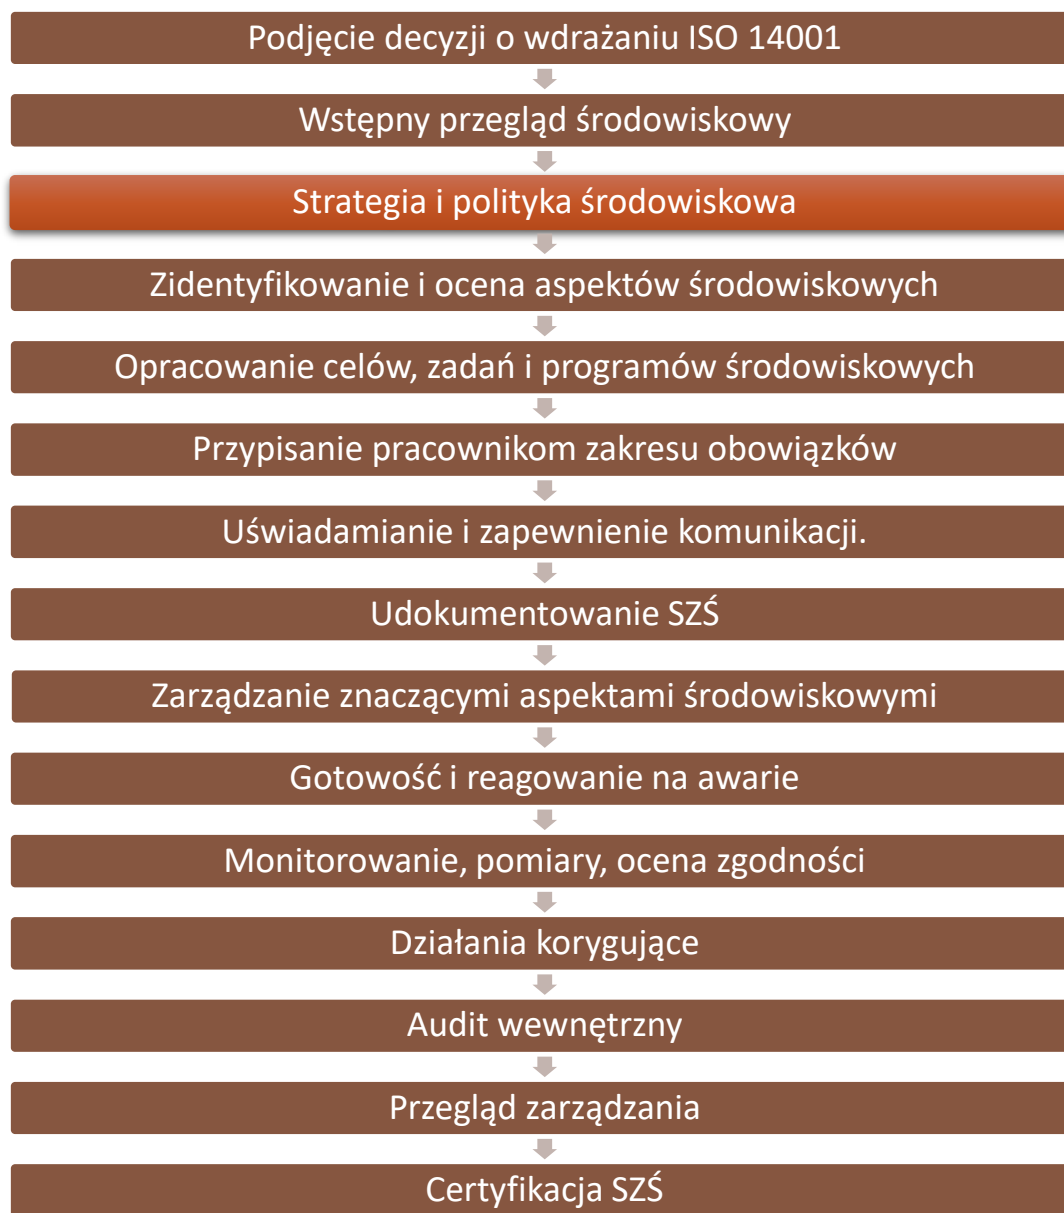 Podjęcie decyzji o wdrażaniu ISO 14001
Wstępny przegląd środowiskowy
Strategia i polityka środowiskowa
Zidentyfikowanie i ocena aspektów środowiskowych
Opracowanie celów, zadań i programów środowiskowych
Przypisanie pracownikom zakresu obowiązków
Uświadamianie i zapewnienie komunikacji.
Udokumentowanie SZŚ
Zarządzanie znaczącymi aspektami środowiskowymi
Gotowość i reagowanie na awarie
Monitorowanie, pomiary, ocena zgodności
Działania korygujące
Audit wewnętrzny
Przegląd zarządzania
Certyfikacja SZŚ